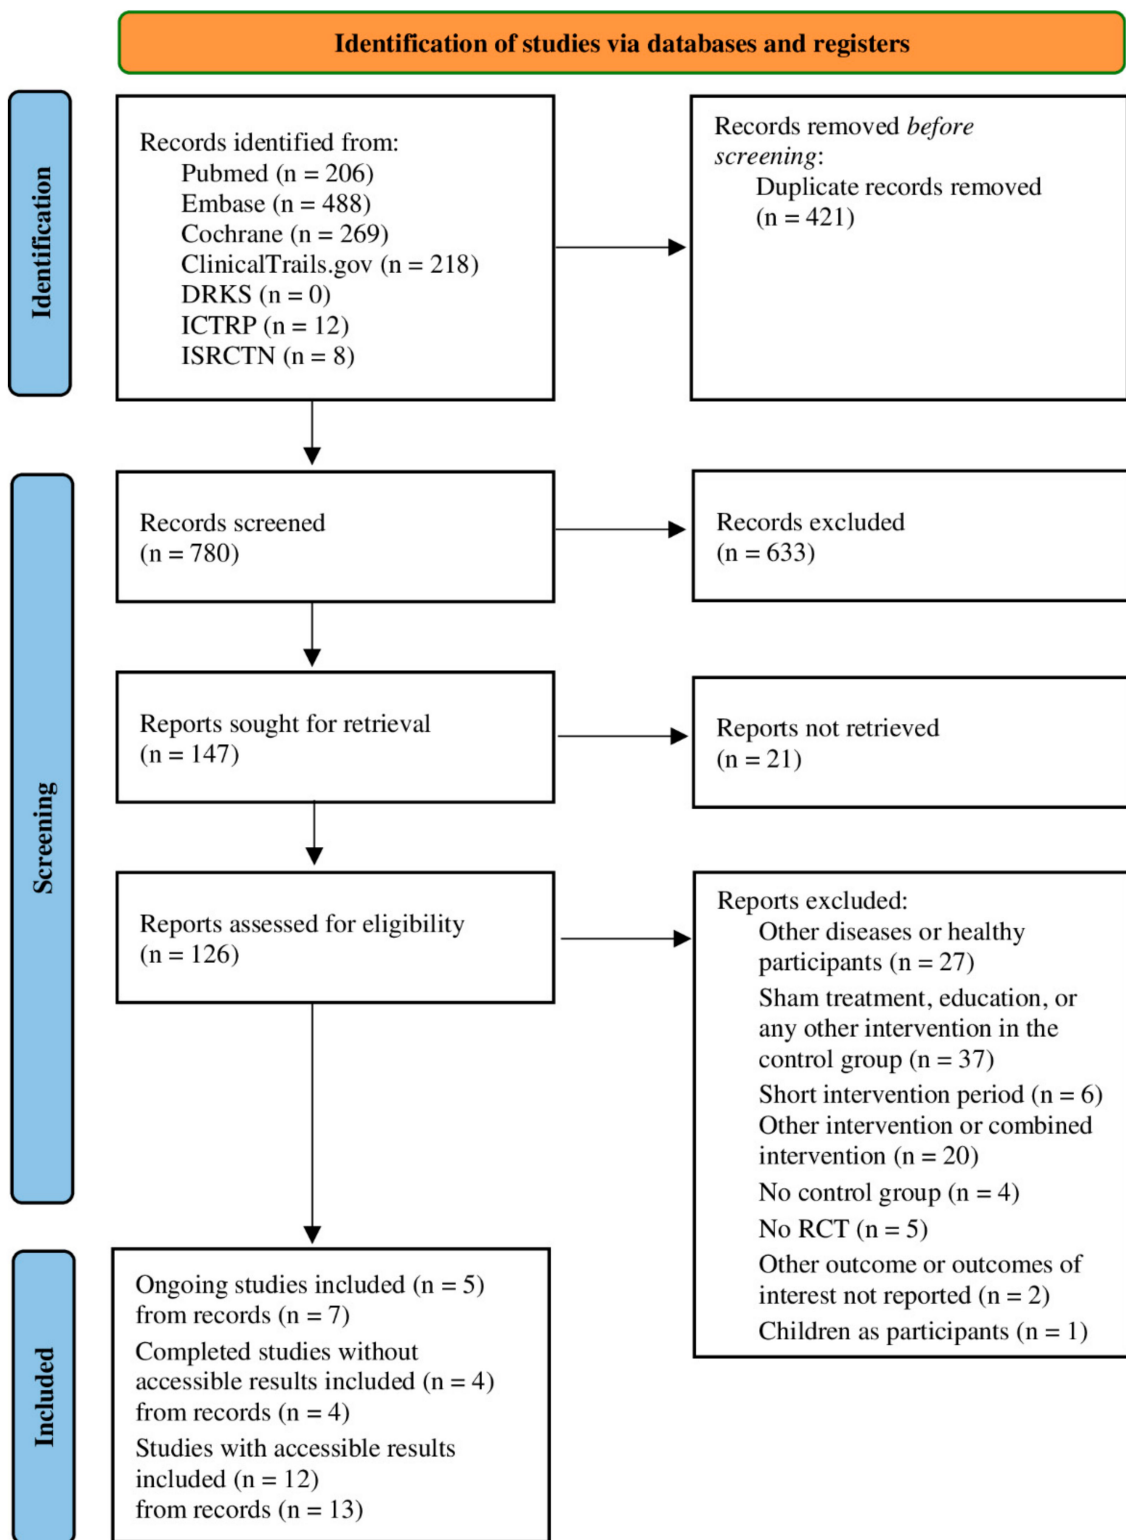 Identification of studies via databases and registers
Identification
Records identified from:
Pubmed (n = 206)
Embase (n = 488)
Cochrane (n = 269)
ClinicalTrails.gov (n = 218)
DRKS (n = 0)
ICTRP (n = 12)
ISRCTN (n = 8)
Records removed before
screening:
Duplicate records removed
(n = 421)
Screening
Records screened
(n = 780)
Records excluded
(n = 633)
Reports sought for retrieval
(n = 147)
Reports not retrieved
(n = 21)
Reports assessed for eligibility
(n = 126)
Reports excluded:
Other diseases or healthy
participants (n = 27)
Sham treatment, education, or
any other intervention in the
control group (n = 37)
Short intervention period (n = 6)
Other intervention or combined
intervention (n = 20)
No control group (n = 4)
No RCT (n = 5)
Other outcome or outcomes of
interest not reported (n = 2)
Children as participants (n = 1)
Included
Ongoing studies included (n = 5)
from records (n = 7)
Completed studies without
accessible results included (n = 4)
from records (n = 4)
Studies with accessible results
included (n = 12)
from records (n = 13)